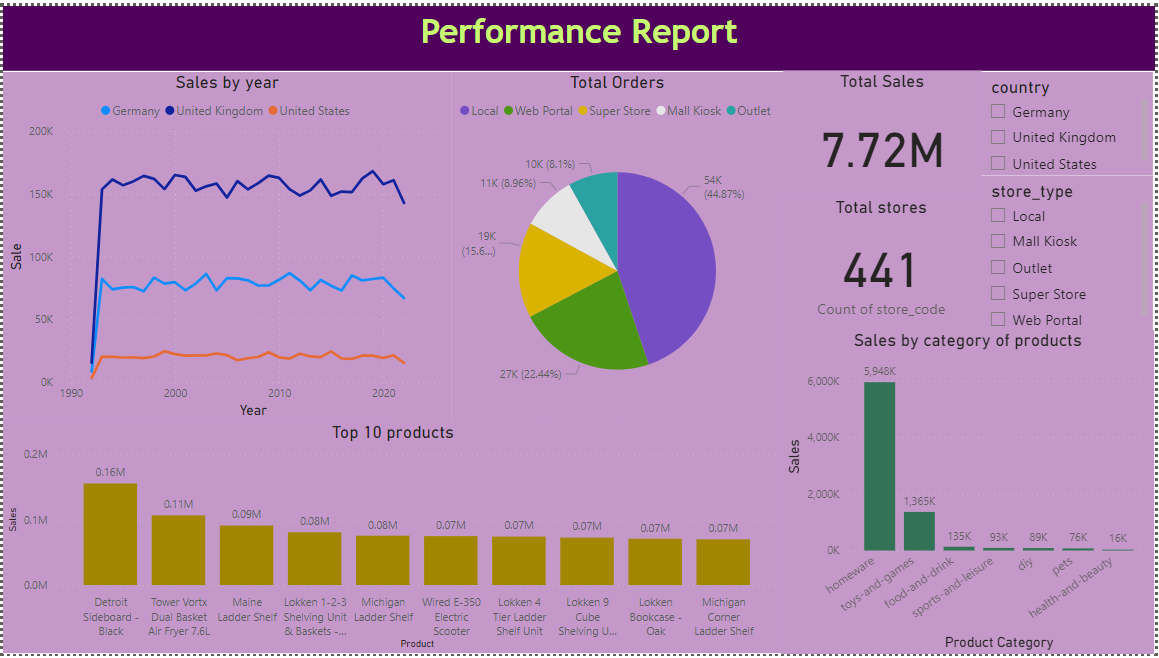 Performance Report
Sales by year
Germany United Kingdom United States
200K
150K
100K
50K
0K
Sale
1990 2000 2010 2020
Year
Total Orders
Local Web Portal Super Store Mall Kiosk Outlet
10K (8.1%)
11K (8.96%)
19K
(15.6...)
54K
(44.87%)
27K (22.44%)
Total Sales
7.72M
Total stores
441
Count of store_code
country
Germany
United Kingdom
United States
store_type
Local
Mall Kiosk
Outlet
Super Store
Web Portal
Top 10 products
0.2M
0.1M
0.0M
Sales
0.16M 0.11M 0.09M 0.08M 0.08M 0.07M 0.07M 0.07M 0.07M 0.07M
Detroit
Sideboard -
Black
Tower Vortx
Dual Basket
Air Fryer 7.6L
Maine
Ladder Shelf
Lokken 1-2-3
Shelving Unit
& Baskets -...
Michigan
Ladder Shelf
Wired E-350
Electric
Scooter
Lokken 4
Tier Ladder
Shelf Unit
Lokken 9
Cube
Shelving U...
Lokken
Bookcase -
Oak
Michigan
Corner
Ladder Shelf
Product
Sales by category of products
6,000K
4,000K
2,000K
0K
Sales
5,948K 1,365K 135K 93K 89K 76K 16K
homeware
toys-and-games
food-and-drink
sports-and-leisure
diy
pets
health-and-beauty
Product Category